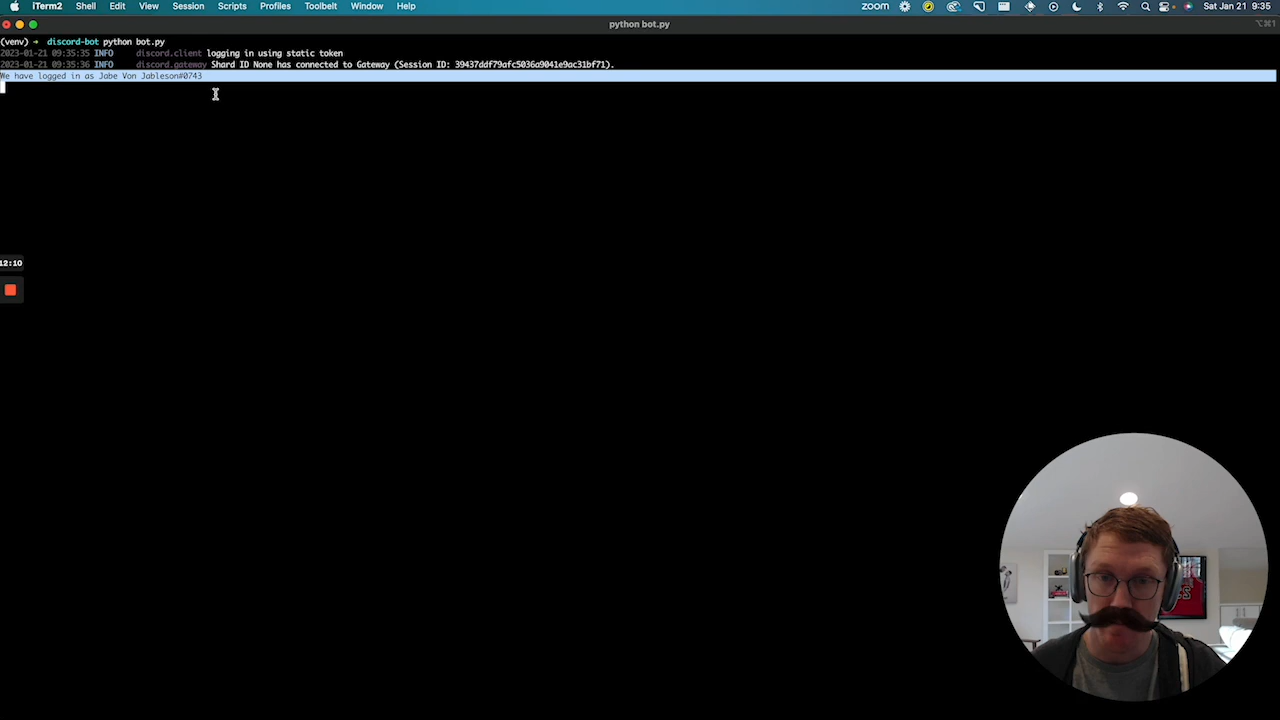 iTerm2 Shell Edit View Session Scripts Profiles Toolbelt Window Help zoom Sat Jan 21 9:35
python bot.py
⌥⌘1
(venv) → discord-bot python bot.py
2023-01-21 09:35:35 INFO discord.client logging in using static token
2023-01-21 09:35:36 INFO discord.gateway Shard ID None has connected to Gateway (Session ID: 39437ddf79afc5036a9041e9ac31bf71).
We have logged in as Jabe Von Jableson#0743
12:10